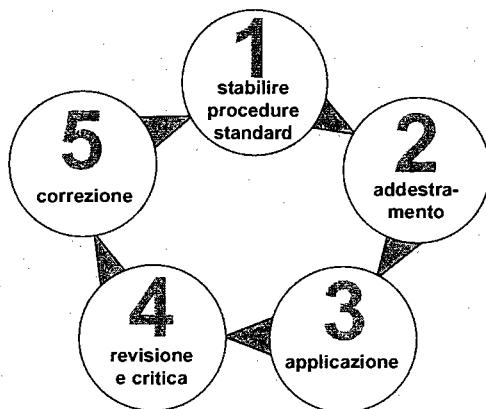 1
stabilire
procedure
standard
2
addestra-
mento
3
applicazione
4
revisione
e critica
5
correzione